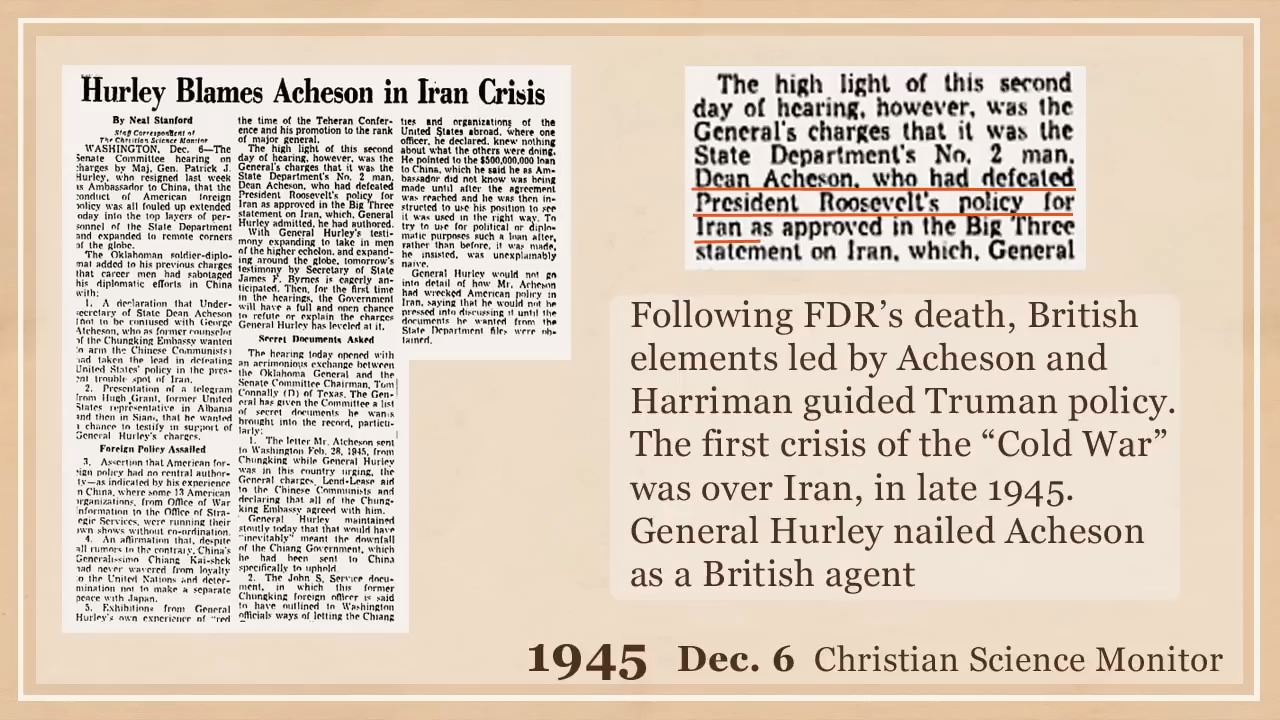 Hurley Blames Acheson in Iran Crisis
By Neal Stanford
Staff Correspondent of
The Christian Science Monitor
WASHINGTON, Dec. 6—The
Senate Committee hearing on
charges by Maj. Gen. Patrick J.
Hurley, who resigned last week
as Ambassador to China, that the
conduct of American foreign
policy was all fouled up extended
today into the top layers of per-
sonnel of the State Department
and expanded to remote corners
of the globe.
The Oklahoman soldier-diplo-
mat added to his previous charges
that career men had sabotaged
his diplomatic efforts in China
with:
1. A declaration that Under-
secretary of State Dean Acheson
(not to be confused with George
Atcheson, who as former counselor
of the Chungking Embassy wanted
to arm the Chinese Communists)
had taken the lead in defeating
United States' policy in the pres-
ent trouble spot of Iran.
2. Presentation of a telegram
from Hugh Grant, former United
States representative in Albania
and then in Siam, that he wanted
a chance to testify in support of
General Hurley's charges.
Foreign Policy Assailed
3. Assertion that American for-
eign policy had no central author-
ity—as indicated by his experience
in China, where some 13 American
organizations, from Office of War
Information to the Office of Stra-
egic Services, were running their
own shows without co-ordination.
4. An affirmation that, despite
all rumors to the contrary, China's
Generalissimo Chiang Kai-shek
had never wavered from loyalty
to the United Nations and deter-
mination not to make a separate
peace with Japan.
5. Exhibitions from General
Hurley's own experience of "red
the time of the Teheran Confer-
ence and his promotion to the rank
of major general.
The high light of this second
day of hearing, however, was the
General's charges that it was the
State Department's No. 2 man,
Dean Acheson, who had defeated
President Roosevelt's policy for
Iran as approved in the Big Three
statement on Iran, which, General
Hurley admitted, he had authored.
With General Hurley's testi-
mony expanding to take in men
of the higher echelon, and expand-
ing around the globe, tomorrow's
testimony by Secretary of State
James F. Byrnes is eagerly an-
ticipated. Then, for the first time
in the hearings, the Government
will have a full and open chance
to refute or explain the charges
General Hurley has leveled at it.
Secret Documents Asked
The hearing today opened with
an acrimonious exchange between
the Oklahoma General and the
Senate Committee Chairman, Tom
Connally (D) of Texas. The Gen-
eral has given the Committee a list
of secret documents he wants
brought into the record, particu-
larly:
1. The letter Mr. Atcheson sent
to Washington Feb. 28, 1945, from
Chungking while General Hurley
was in this country urging, the
General charges, Lend-Lease aid
to the Chinese Communists and
declaring that all of the Chung-
king Embassy agreed with him.
General Hurley maintained
stoutly today that that would have
"inevitably" meant the downfall
of the Chiang Government, which
he had been sent to China
specifically to uphold.
2. The John S. Service docu-
ment, in which this former
Chungking foreign officer is said
to have outlined to Washington
officials ways of letting the Chiang
ties and organizations of the
United States abroad, where one
officer, he declared, knew nothing
about what the others were doing.
He pointed to the $500,000,000 loan
to China, which he said he as Am-
bassador did not know was being
made until after the agreement
was reached and he was then in-
structed to use his position to see
it was used in the right way. To
try to use for political or diplo-
matic purposes such a loan after,
rather than before, it was made,
he insisted, was unexplainably
naive.
General Hurley would not go
into detail of how Mr. Acheson
had wrecked American policy in
Iran, saying that he would not be
pressed into discussing it until the
documents he wanted from the
State Department files were ob-
tained.
The high light of this second
day of hearing, however, was the
General's charges that it was the
State Department's No. 2 man,
Dean Acheson, who had defeated
President Roosevelt's policy for
Iran as approved in the Big Three
statement on Iran, which, General
Following FDR's death, British
elements led by Acheson and
Harriman guided Truman policy.
The first crisis of the “Cold War”
was over Iran, in late 1945.
General Hurley nailed Acheson
as a British agent
1945 Dec. 6 Christian Science Monitor